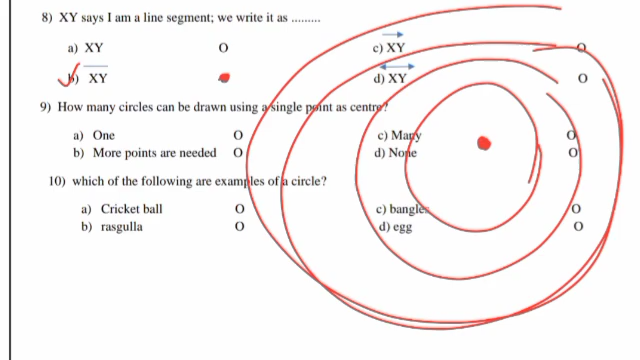 8) XY says I am a line segment; we write it as .........
a) XY O c) XY O
b) XY d) XY O
9) How many circles can be drawn using a single point as centre?
a) One O c) Many O
b) More points are needed O d) None O
10) which of the following are examples of a circle?
a) Cricket ball O c) bangles O
b) rasgulla O d) egg O